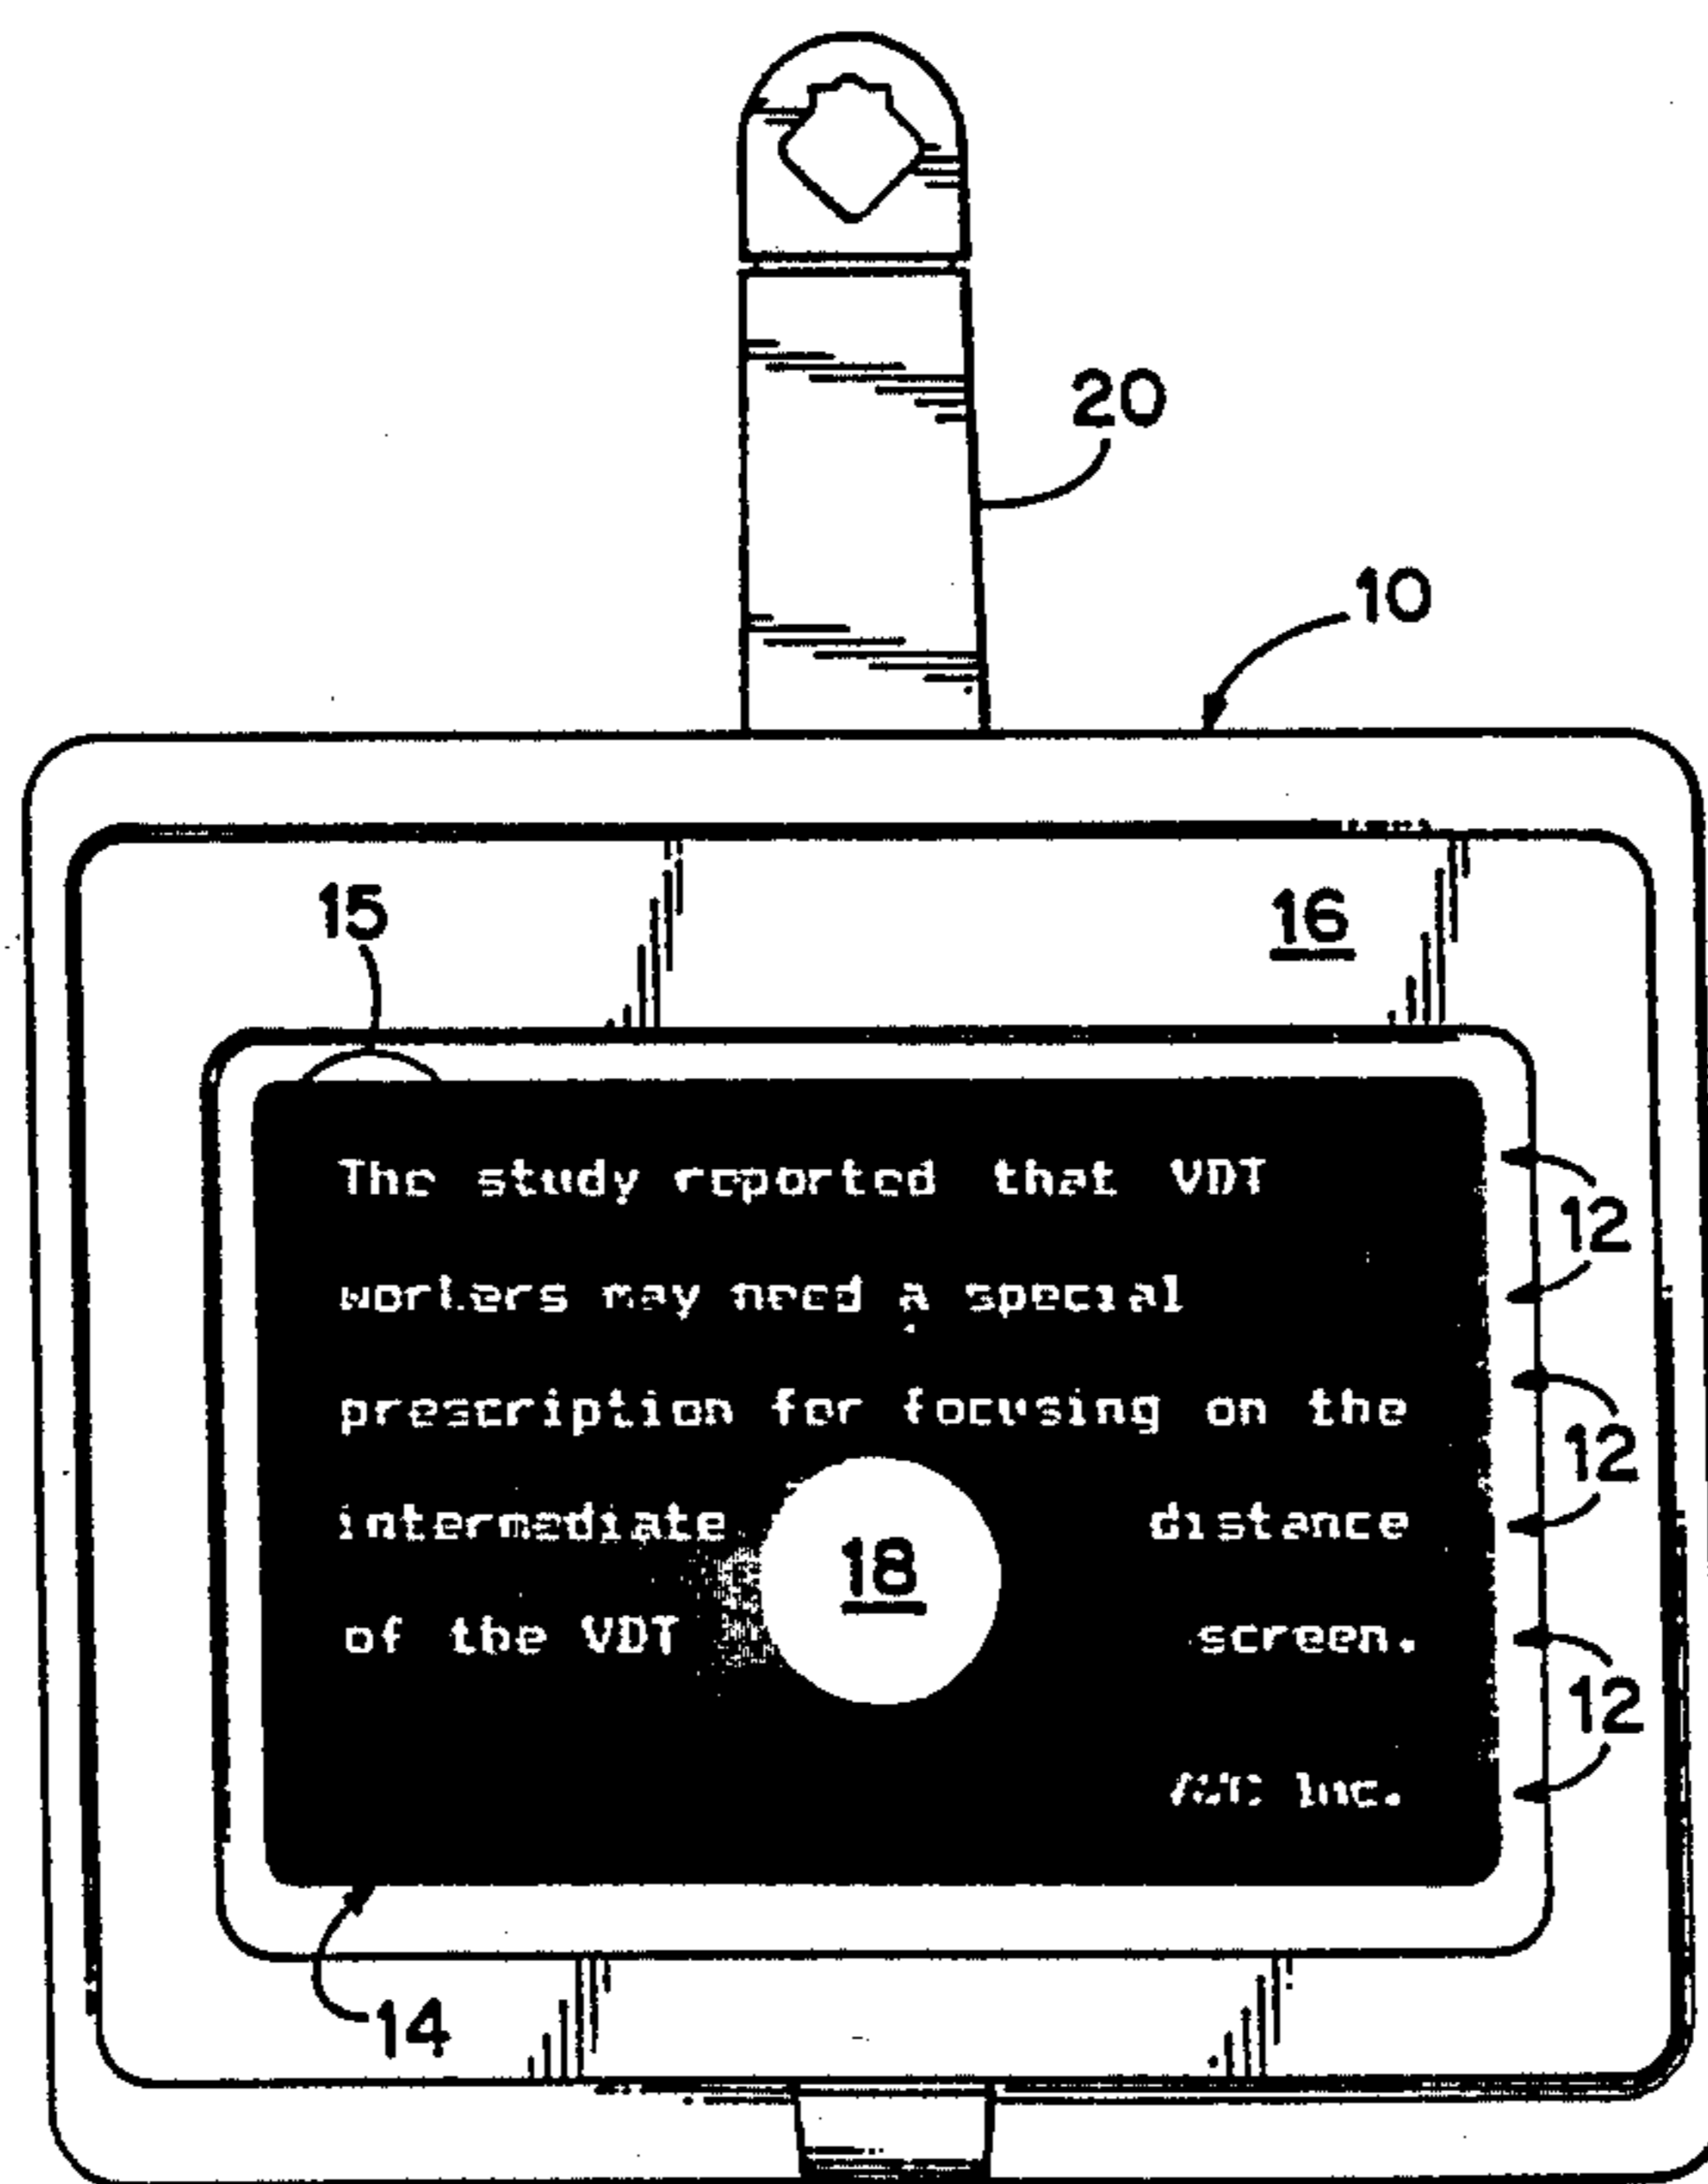 20
10
15
16
The study reported that VDT
12
workers may need a special
prescription for focusing on the
12
intermediate distance
18
of the VDT screen.
12
Inc.
14